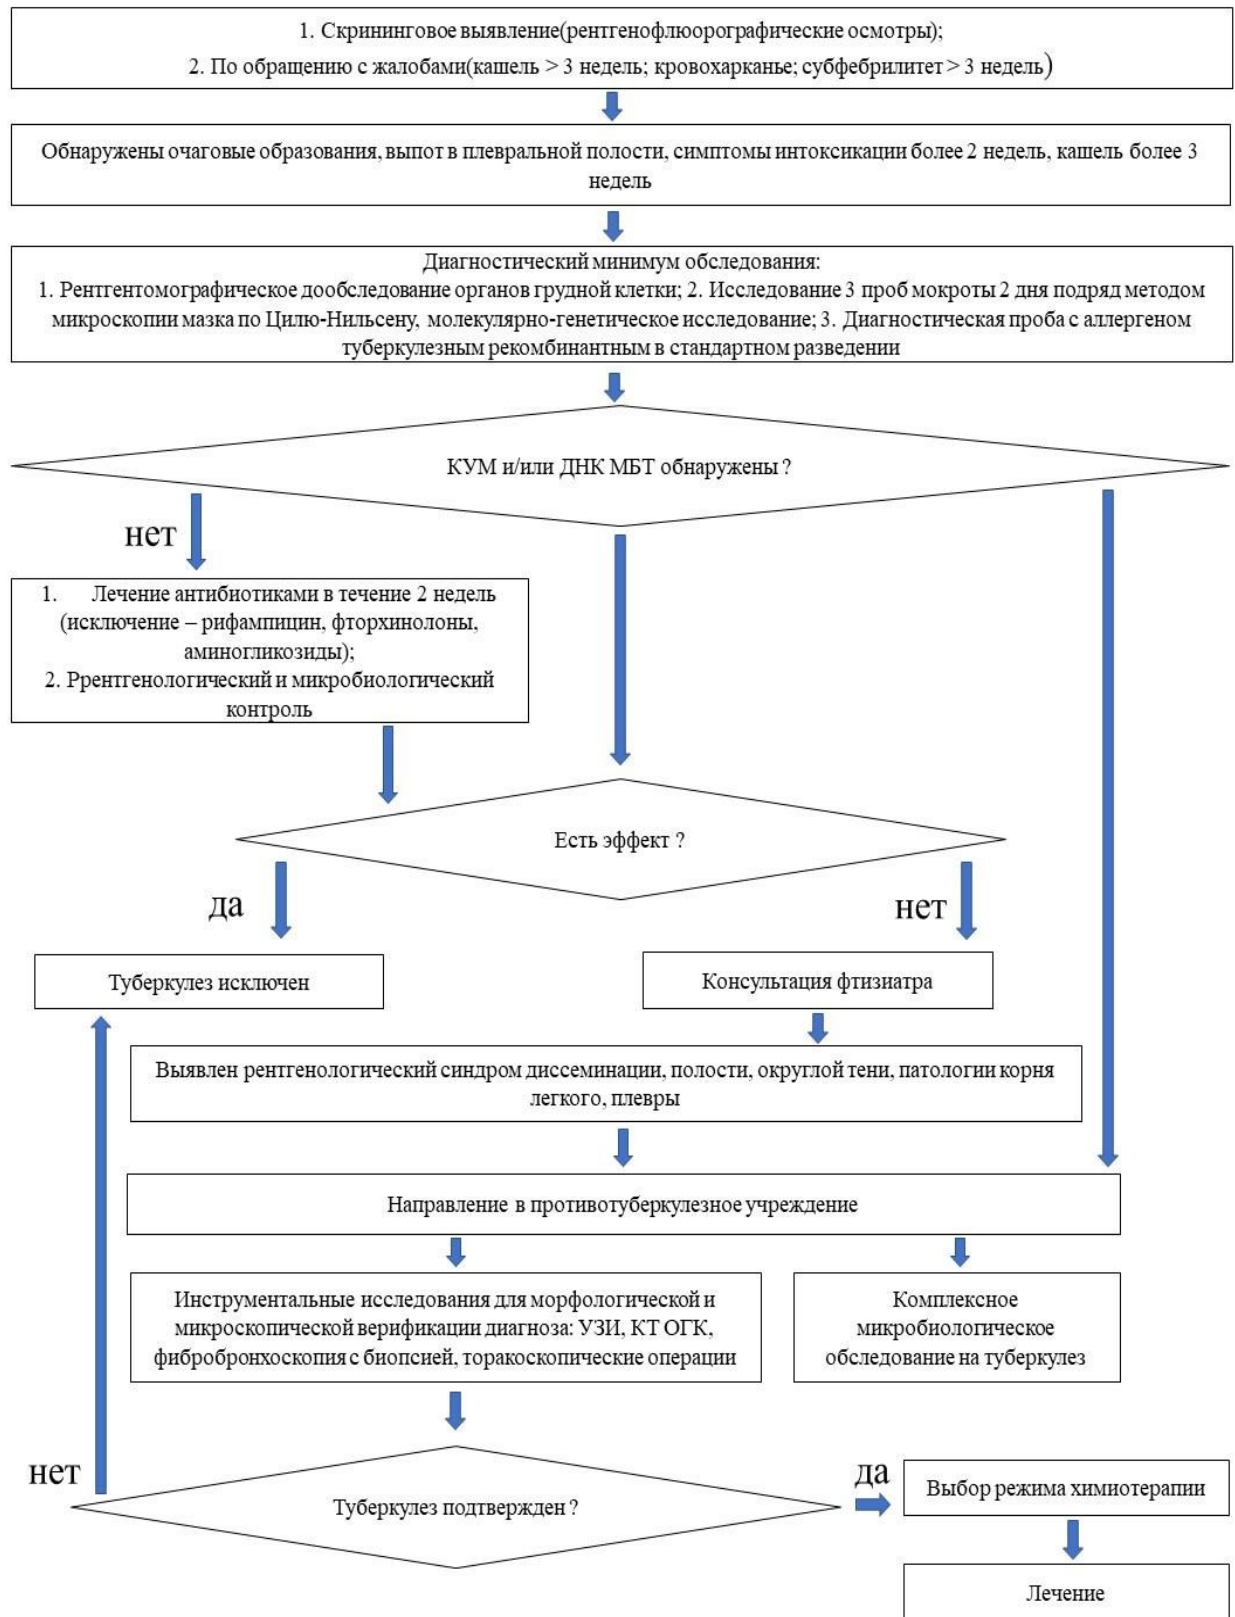 1. Скрининговое выявление(рентгенофлюорографические осмотры);
2. По обращению с жалобами(кашель > 3 недель; кровохарканье; субфебрилитет > 3 недель)
Обнаружены очаговые образования, выпот в плевральной полости, симптомы интоксикации более 2 недель, кашель более 3
недель
Диагностический минимум обследования:
1. Рентгентомографическое дообследование органов грудной клетки; 2. Исследование 3 проб мокроты 2 дня подряд методом
микроскопии мазка по Цилю-Нильсену, молекулярно-генетическое исследование; 3. Диагностическая проба с аллергеном
туберкулезным рекомбинантным в стандартном разведении
КУМ и/или ДНК МБТ обнаружены ?
нет
1. Лечение антибиотиками в течение 2 недель
(исключение – рифампицин, фторхинолоны,
аминогликозиды);
2. Ррентгенологический и микробиологический
контроль
Есть эффект ?
да
нет
Туберкулез исключен
Консультация фтизиатра
Выявлен рентгенологический синдром диссеминации, полости, округлой тени, патологии корня
легкого, плевры
Направление в противотуберкулезное учреждение
Инструментальные исследования для морфологической и
микроскопической верификации диагноза: УЗИ, КТ ОГК,
фибробронхоскопия с биопсией, торакоскопические операции
Комплексное
микробиологическое
обследование на туберкулез
нет
Туберкулез подтвержден ?
да
Выбор режима химиотерапии
Лечение